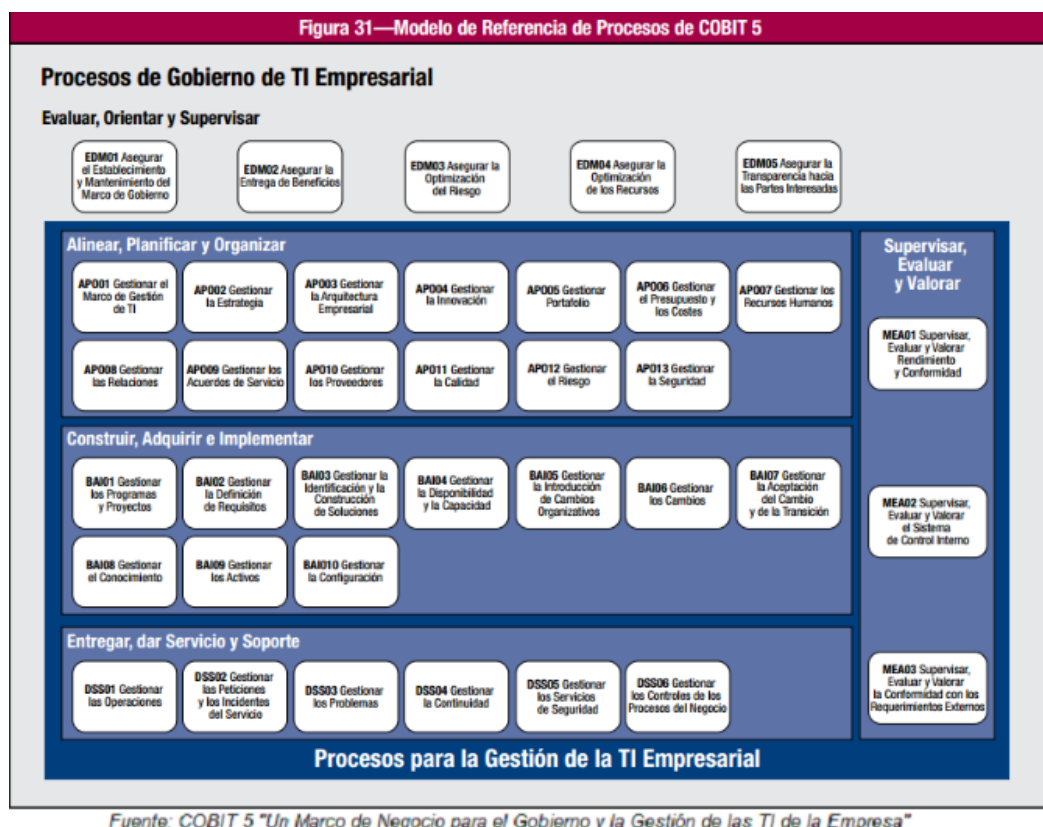 Figura 31—Modelo de Referencia de Procesos de COBIT 5
Procesos de Gobierno de TI Empresarial
Evaluar, Orientar y Supervisar
EDM01 Asegurar
el Establecimiento
y Mantenimiento del
Marco de Gobierno
EDM02 Asegurar la
Entrega de Beneficios
EDM03 Asegurar la
Optimización
del Riesgo
EDM04 Asegurar la
Optimización
de los Recursos
EDM05 Asegurar la
Transparencia hacia
las Partes Interesadas
Alinear, Planificar y Organizar
APO01 Gestionar el
Marco de Gestión
de TI
APO02 Gestionar
la Estrategia
APO03 Gestionar
la Arquitectura
Empresarial
APO04 Gestionar
la Innovación
APO05 Gestionar
Portafolio
APO06 Gestionar
el Presupuesto y
los Costes
APO07 Gestionar los
Recursos Humanos
APO08 Gestionar
las Relaciones
APO09 Gestionar los
Acuerdos de Servicio
APO10 Gestionar
los Proveedores
APO11 Gestionar
la Calidad
APO12 Gestionar
el Riesgo
APO13 Gestionar
la Seguridad
Construir, Adquirir e Implementar
BAI01 Gestionar
los Programas
y Proyectos
BAI02 Gestionar
la Definición
de Requisitos
BAI03 Gestionar la
Identificación y la
Construcción
de Soluciones
BAI04 Gestionar
la Disponibilidad
y la Capacidad
BAI05 Gestionar
la Introducción
de Cambios
Organizativos
BAI06 Gestionar
los Cambios
BAI07 Gestionar
la Aceptación
del Cambio
y de la Transición
BAI08 Gestionar
el Conocimiento
BAI09 Gestionar
los Activos
BAI010 Gestionar
la Configuración
Entregar, dar Servicio y Soporte
DSS01 Gestionar
las Operaciones
DSS02 Gestionar
las Peticiones
y los Incidentes
del Servicio
DSS03 Gestionar
los Problemas
DSS04 Gestionar
la Continuidad
DSS05 Gestionar
los Servicios
de Seguridad
DSS06 Gestionar
los Controles de los
Procesos del Negocio
Supervisar,
Evaluar
y Valorar
MEA01 Supervisar,
Evaluar y Valorar
Rendimiento
y Conformidad
MEA02 Supervisar,
Evaluar y Valorar
el Sistema
de Control Interno
MEA03 Supervisar,
Evaluar y Valorar
la Conformidad con los
Requerimientos Externos
Procesos para la Gestión de la TI Empresarial
Fuente: COBIT 5 "Un Marco de Negocio para el Gobierno y la Gestión de las TI de la Empresa"